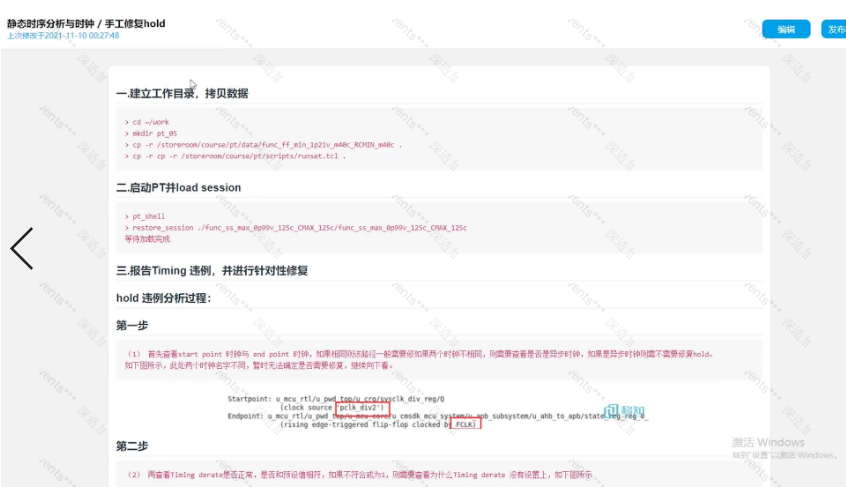 静态时序分析与时钟 / 手工修复hold
上次修改于2021-11-10 00:27:48
编辑
发布
一.建立工作目录，拷贝数据
> cd ~/work
> mkdir pt_05
> cp -r /storeroom/course/pt/data/func_ff_min_1p21v_m40c_RCMIN_m40c .
> cp -r cp -r /storeroom/course/pt/scripts/runset.tcl .
二.启动PT并load session
> pt_shell
> restore_session ./func_ss_max_0p99v_125c_CMAX_125c/func_ss_max_0p99v_125c_CMAX_125c
等待加载完成
三.报告Timing 违例，并进行针对性修复
hold 违例分析过程：
第一步
（1） 首先查看start point 时钟与 end point 时钟，如果相同则该路径一般需要修如果两个时钟不相同，则需要查看是否是异步时钟，如果是异步时钟则需不需要修复hold。
如下图所示，此处两个时钟名字不同，暂时无法确定是否需要修复，继续向下看。
Startpoint: u_mcu_rtl/u_pwd_top/u_crg/sysclk_div_reg/Q
(clock source 'pclk_div2')
Endpoint: u_mcu_rtl/u_pwd_top/u_mcu_core/u_cmsdk_mcu_system/u_apb_subsystem/u_ahb_to_apb/state_reg_reg_0_
(rising edge-triggered flip-flop clocked by FCLK)
第二步
（2） 再查看Timing derate是否正常，是否和预设值相符，如果不符合或为1，则需要查看为什么Timing derate 没有设置上，如下图所示
激活 Windows
转到"设置"以激活 Windows。